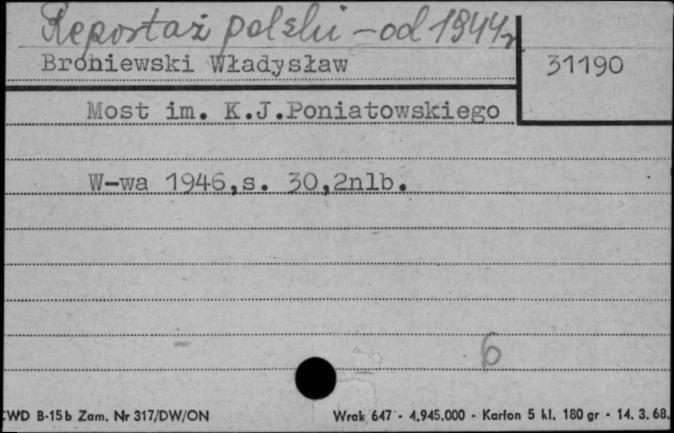 Reportaż polski - od 1944 r
Broniewski Władysław
31190
Most im. K.J.Poniatowskiego
W-wa 1946,s. 30,2nlb.
6
CWD B-15b Zam. Nr 317/DW/ON
Wrak 647 - 4.945.000 - Karton 5 kl. 180 gr - 14. 3. 68.